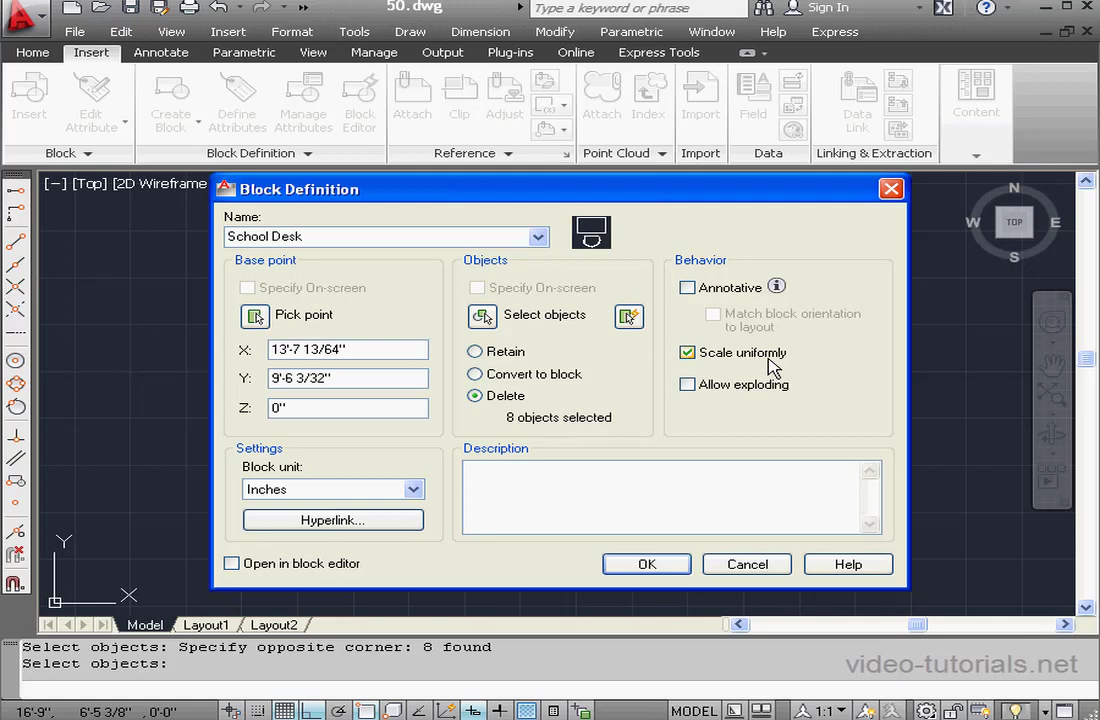 50.dwg
Type a keyword or phrase
Sign In
File Edit View Insert Format Tools Draw Dimension Modify Parametric Window Help Express
Home Insert Annotate Parametric View Manage Output Plug-ins Online Express Tools
Insert
Edit
Attribute
Create
Block
Define
Attributes
Manage
Attributes
Block
Editor
Attach
Clip
Adjust
Attach
Index
Import
Field
Data
Link
Content
Block
Block Definition
Reference
Point Cloud
Import
Data
Linking & Extraction
[−] [Top] [2D Wireframe
N
W TOP E
S
Block Definition
Name:
School Desk
Base point
Specify On-screen
Pick point
X: 13'-7 13/64"
Y: 9'-6 3/32"
Z: 0"
Objects
Specify On-screen
Select objects
Retain
Convert to block
Delete
8 objects selected
Behavior
Annotative
Match block orientation
to layout
Scale uniformly
Allow exploding
Settings
Block unit:
Inches
Hyperlink...
Description
Open in block editor
OK Cancel Help
Y
X
Model Layout1 Layout2
Select objects: Specify opposite corner: 8 found
Select objects:
video-tutorials.net
16'-9", 6'-5 3/8" ,0'-0"
MODEL
1:1